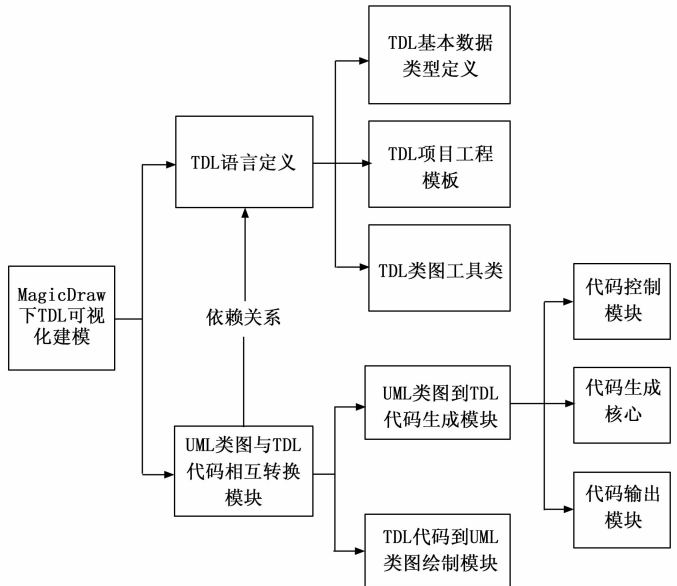 TDL基本数据
类型定义
TDL语言定义
TDL项目工程
模板
TDL类图工具类
MagicDraw
下TDL可视
化建模
依赖关系
代码控制
模块
UML类图到TDL
代码生成模块
代码生成
核心
UML类图与TDL
代码相互转换
模块
代码输出
模块
TDL代码到UML
类图绘制模块